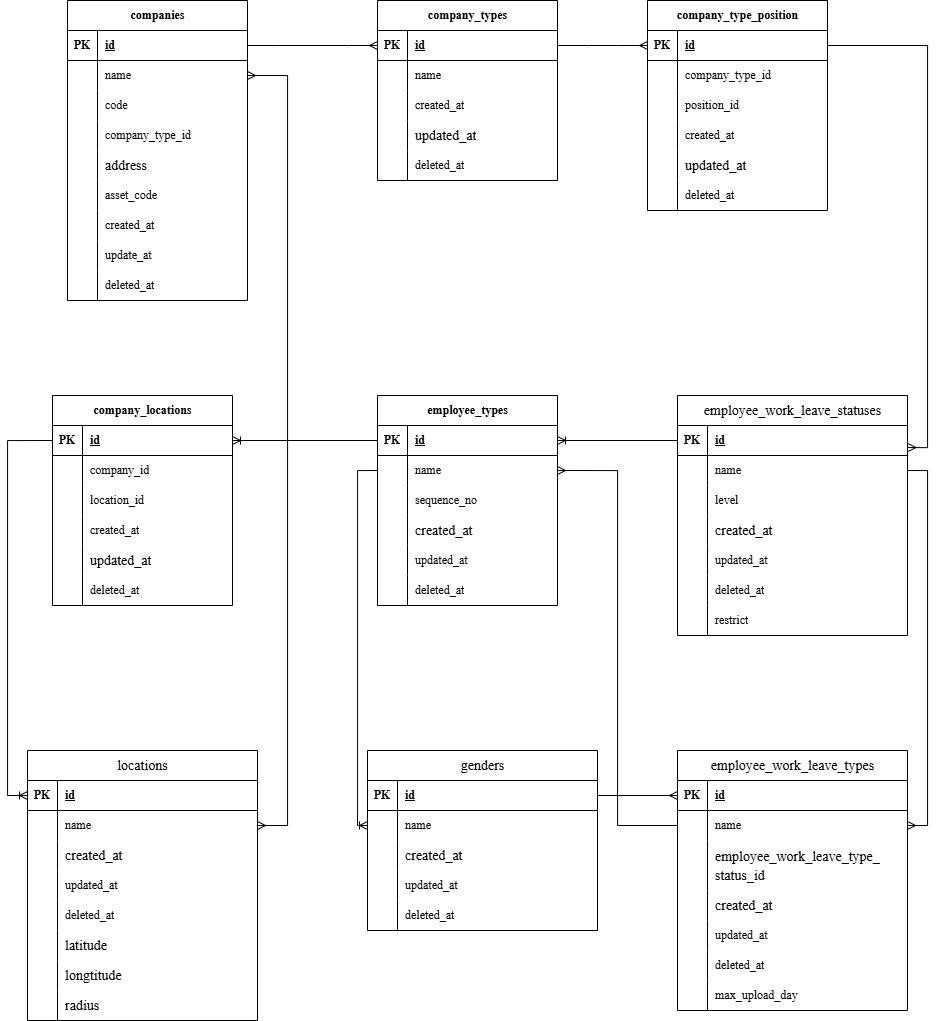 companies
PK id
name
code
company_type_id
address
asset_code
created_at
update_at
deleted_at
company_types
PK id
name
created_at
updated_at
deleted_at
company_type_position
PK id
company_type_id
position_id
created_at
updated_at
deleted_at
company_locations
PK id
company_id
location_id
created_at
updated_at
deleted_at
employee_types
PK id
name
sequence_no
created_at
updated_at
deleted_at
employee_work_leave_statuses
PK id
name
level
created_at
updated_at
deleted_at
restrict
locations
PK id
name
created_at
updated_at
deleted_at
latitude
longtitude
radius
genders
PK id
name
created_at
updated_at
deleted_at
employee_work_leave_types
PK id
name
employee_work_leave_type_
status_id
created_at
updated_at
deleted_at
max_upload_day